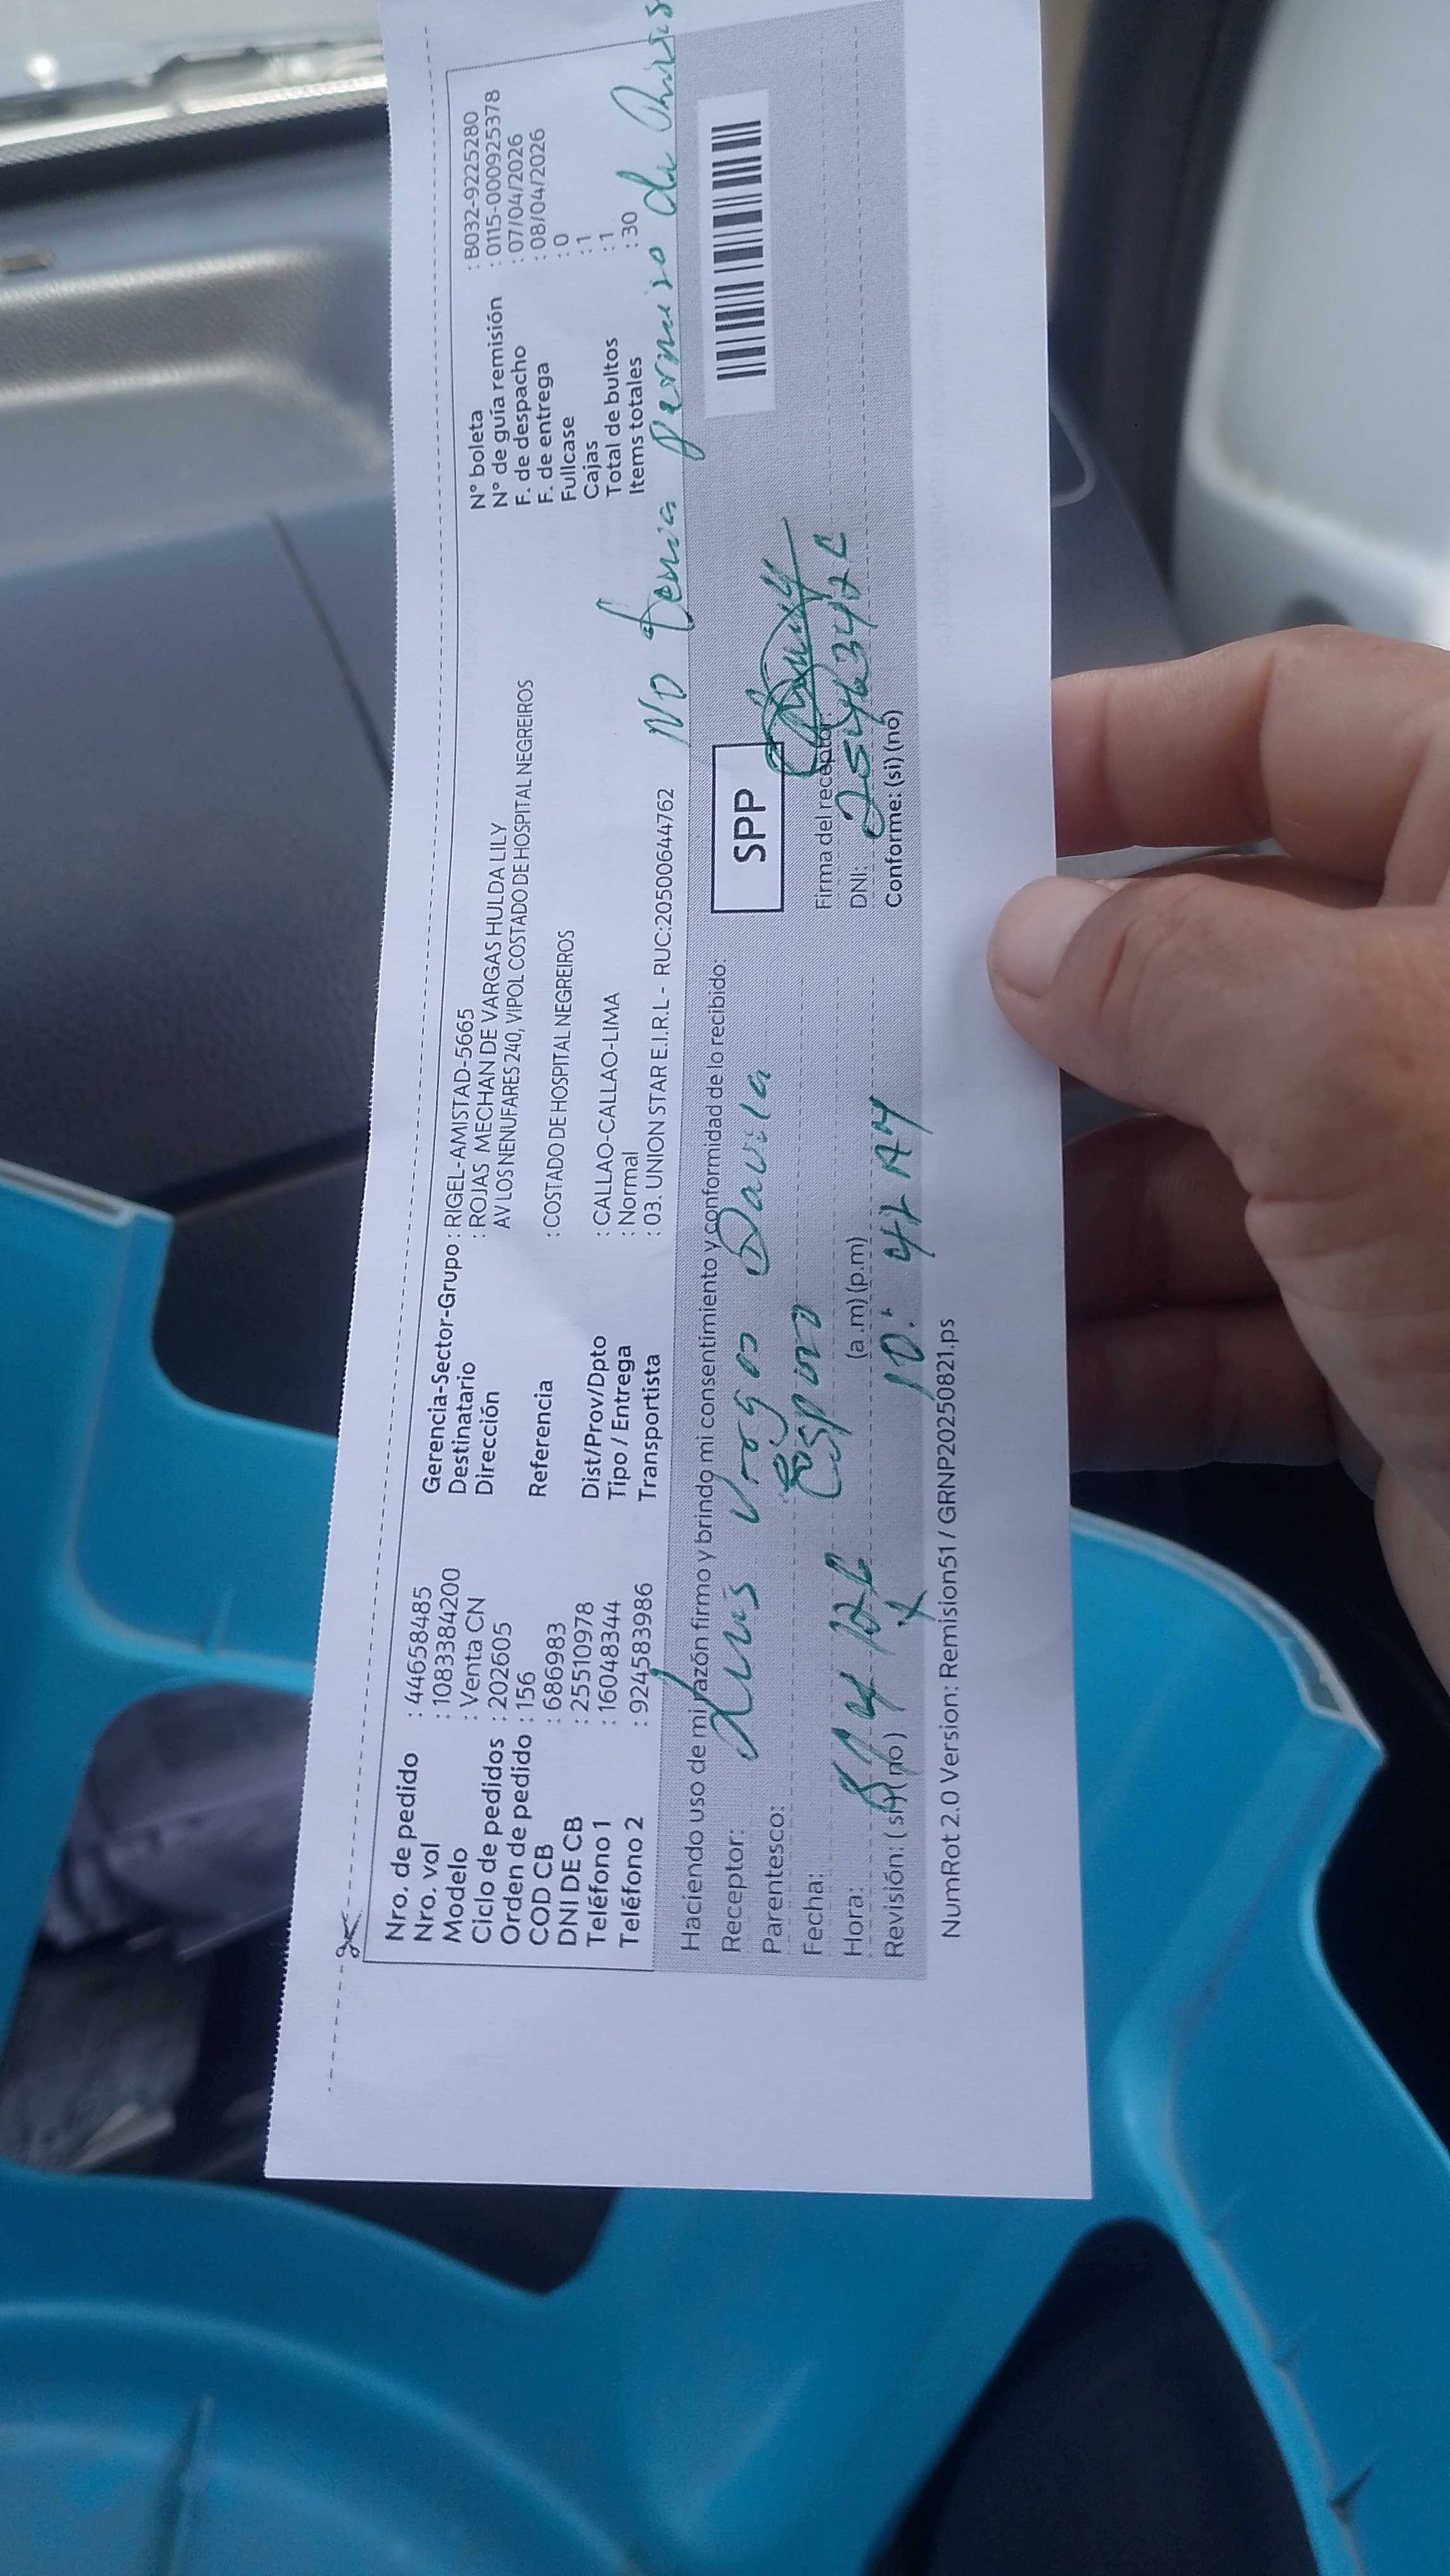 Nro. de pedido : 44658485
Nro. vol : 1083384200
Modelo : Venta CN
Ciclo de pedidos : 202605
Orden de pedido : 156
COD CB : 686983
DNI DE CB : 25510978
Teléfono 1 : 16048344
Teléfono 2 : 924583986
Gerencia-Sector-Grupo : RIGEL-AMISTAD-5665
Destinatario : ROJAS MECHAN DE VARGAS HULDA LILY
Dirección AV LOS NENUFARES 240, VIPOL COSTADO DE HOSPITAL NEGREIROS
Referencia : COSTADO DE HOSPITAL NEGREIROS
Dist/Prov/Dpto : CALLAO-CALLAO-LIMA
Tipo / Entrega : Normal
Transportista : 03. UNION STAR E.I.R.L - RUC:20500644762
N° boleta : B032-9225280
N° de guía remisión : 0115-000925378
F. de despacho : 07/04/2026
F. de entrega : 08/04/2026
Fullcase : 0
Cajas : 1
Total de bultos : 1
Items totales : 30
No tenia permiso de
Haciendo uso de mi razón firmo y brindo mi consentimiento y conformidad de lo recibido:
Receptor: Luis Vargas Davila
Parentesco: Esposo
Fecha: 8/4/26
Hora: (a.m) (p.m) 10:42 AM
Revisión: ( si ) ( no ) X
SPP
Firma del receptor:
DNI:
Conforme: (si) (no)
NumRot 2.0 Version: Remision51 / GRNP20250821.ps